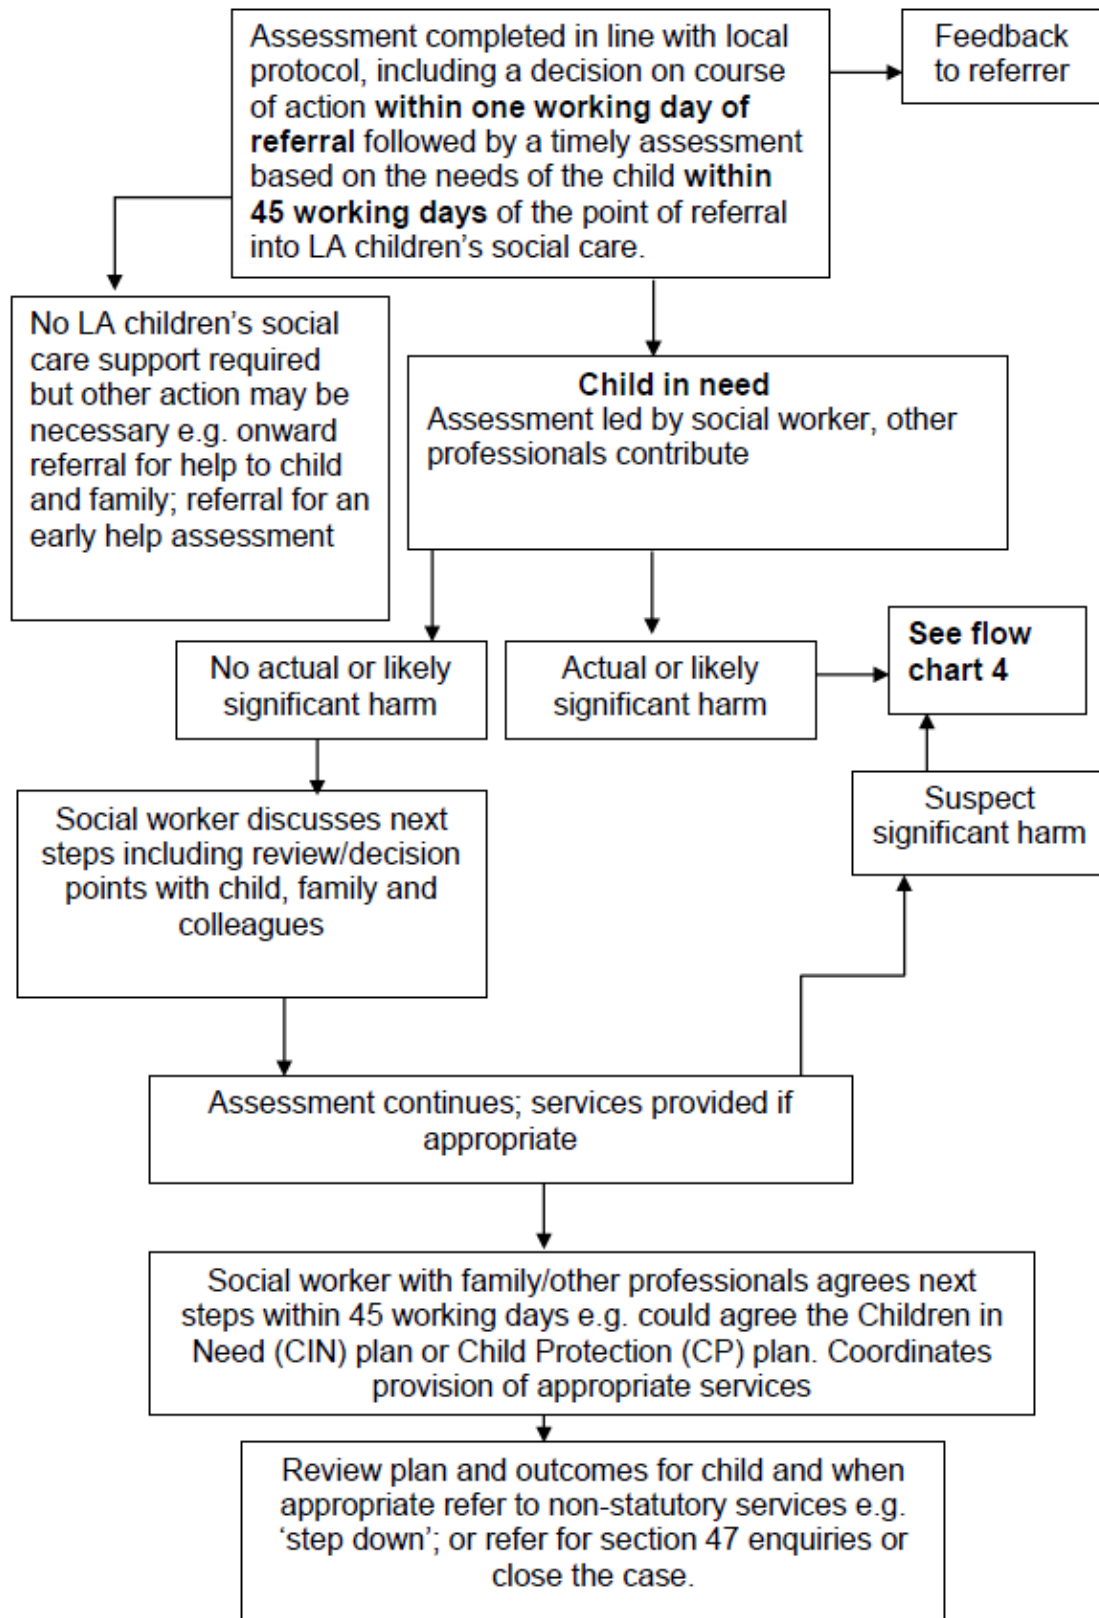 Assessment completed in line with local
protocol, including a decision on course
of action within one working day of
referral followed by a timely assessment
based on the needs of the child within
45 working days of the point of referral
into LA children's social care.
Feedback
to referrer
No LA children's social
care support required
but other action may be
necessary e.g. onward
referral for help to child
and family; referral for an
early help assessment
Child in need
Assessment led by social worker, other
professionals contribute
No actual or likely
significant harm
Actual or likely
significant harm
See flow
chart 4
Suspect
significant harm
Social worker discusses next
steps including review/decision
points with child, family and
colleagues
Assessment continues; services provided if
appropriate
Social worker with family/other professionals agrees next
steps within 45 working days e.g. could agree the Children in
Need (CIN) plan or Child Protection (CP) plan. Coordinates
provision of appropriate services
Review plan and outcomes for child and when
appropriate refer to non-statutory services e.g.
‘step down’; or refer for section 47 enquiries or
close the case.